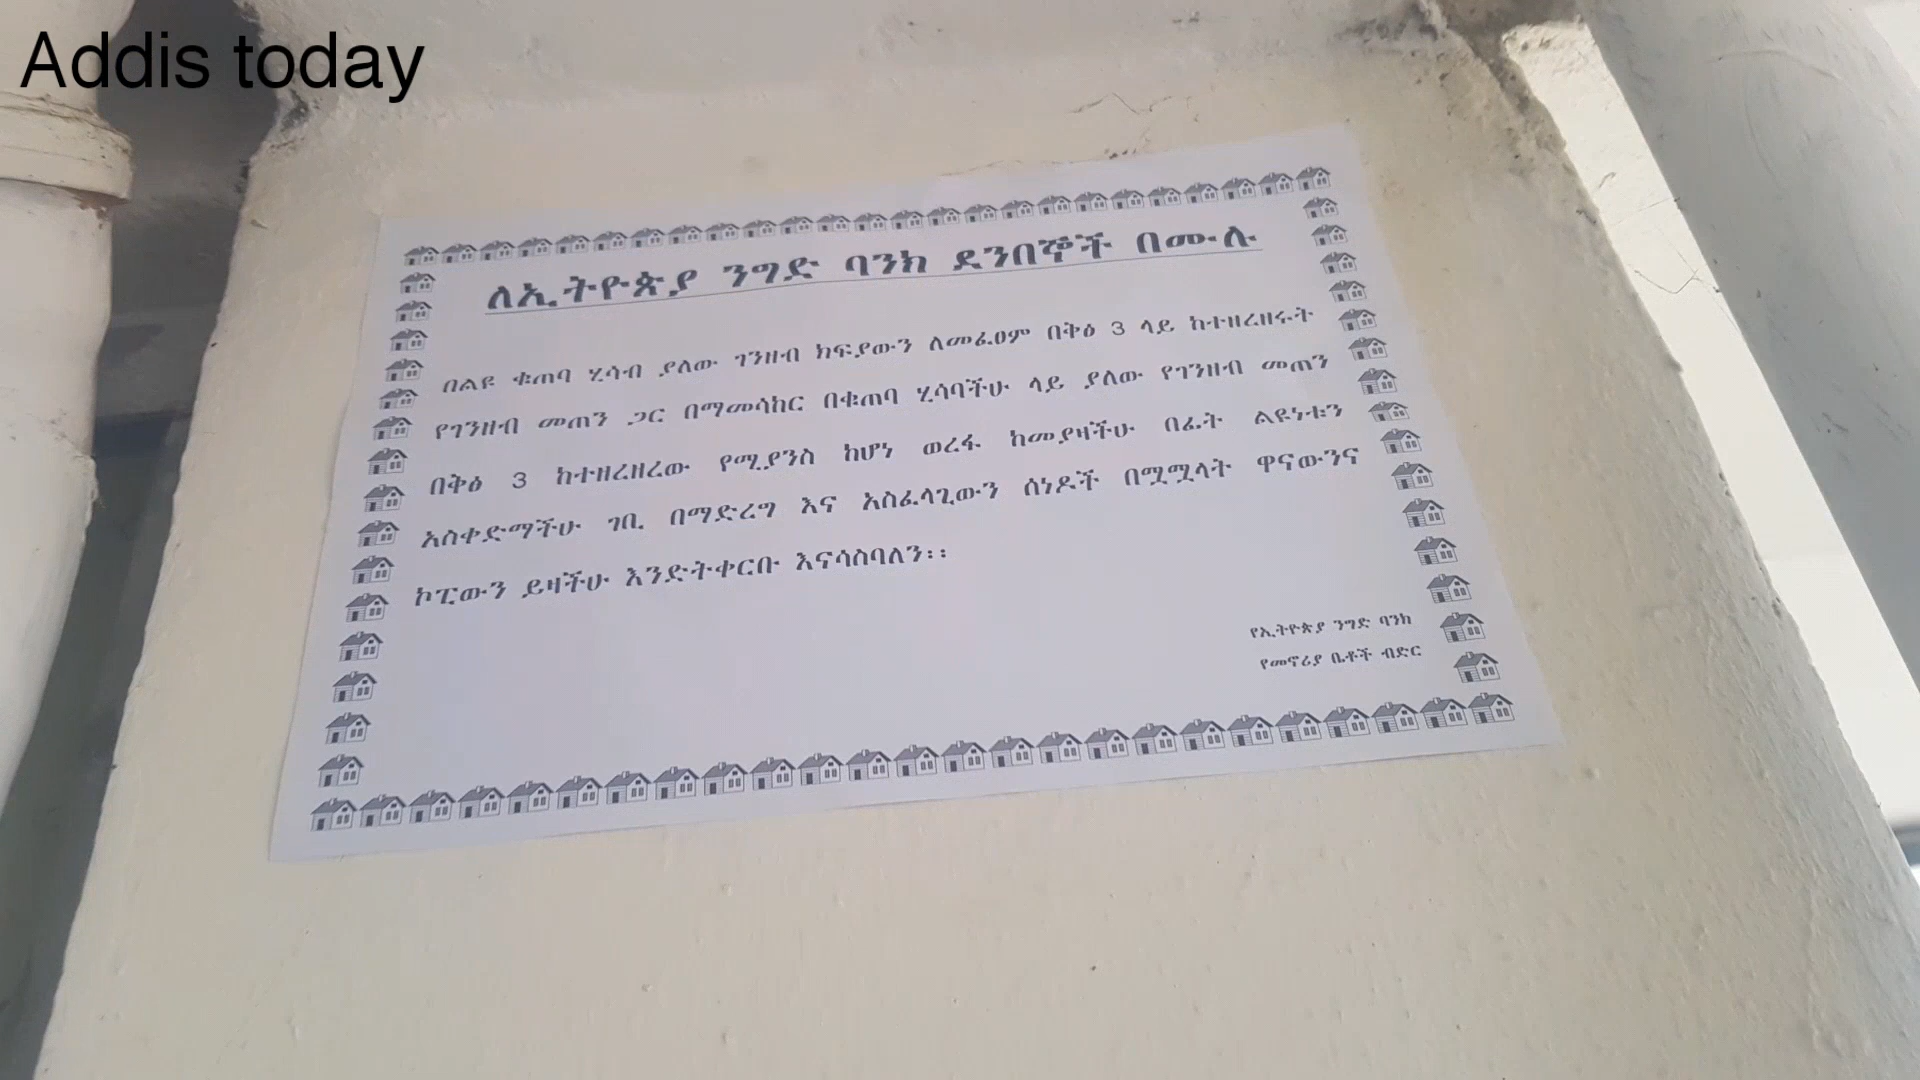 Addis today
ለኢትዮጵያ ንግድ ባንክ ደንበኞች በሙሉ
በልዩ ቁጠባ ሂሳብ ያለው ገንዘብ ክፍያውን ለመፈፀም በቅፅ 3 ላይ ከተዘረዘሩት
የገንዘብ መጠን ጋር በማመሳከር በቁጠባ ሂሳባችሁ ላይ ያለው የገንዘብ መጠን
በቅፅ 3 ከተዘረዘረው የሚያንስ ከሆነ ወረፋ ከመያዛችሁ በፊት ልዩነቱን
አስቀድማችሁ ገቢ በማድረግ እና አስፈላጊውን ሰነዶች በሟሟላት ዋናውንና
ኮፒውን ይዛችሁ እንድትቀርቡ እናሳስባለን፡፡
የኢትዮጵያ ንግድ ባንክ
የመኖሪያ ቤቶች ብድር